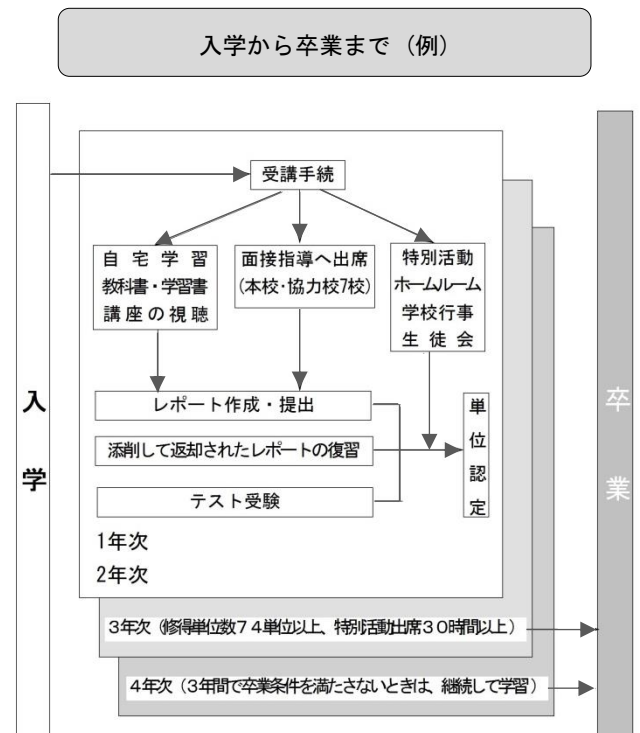 入学から卒業まで（例）
入学
受講手続
自宅学習
教科書・学習書
講座の視聴
面接指導へ出席
(本校・協力校7校)
特別活動
ホームルーム
学校行事
生徒会
レポート作成・提出
添削して返却されたレポートの復習
テスト受験
単位認定
1年次
2年次
3年次（修得単位数７４単位以上、特別活動出席３０時間以上）
4年次（３年間で卒業条件を満たさないときは、継続して学習）
卒業